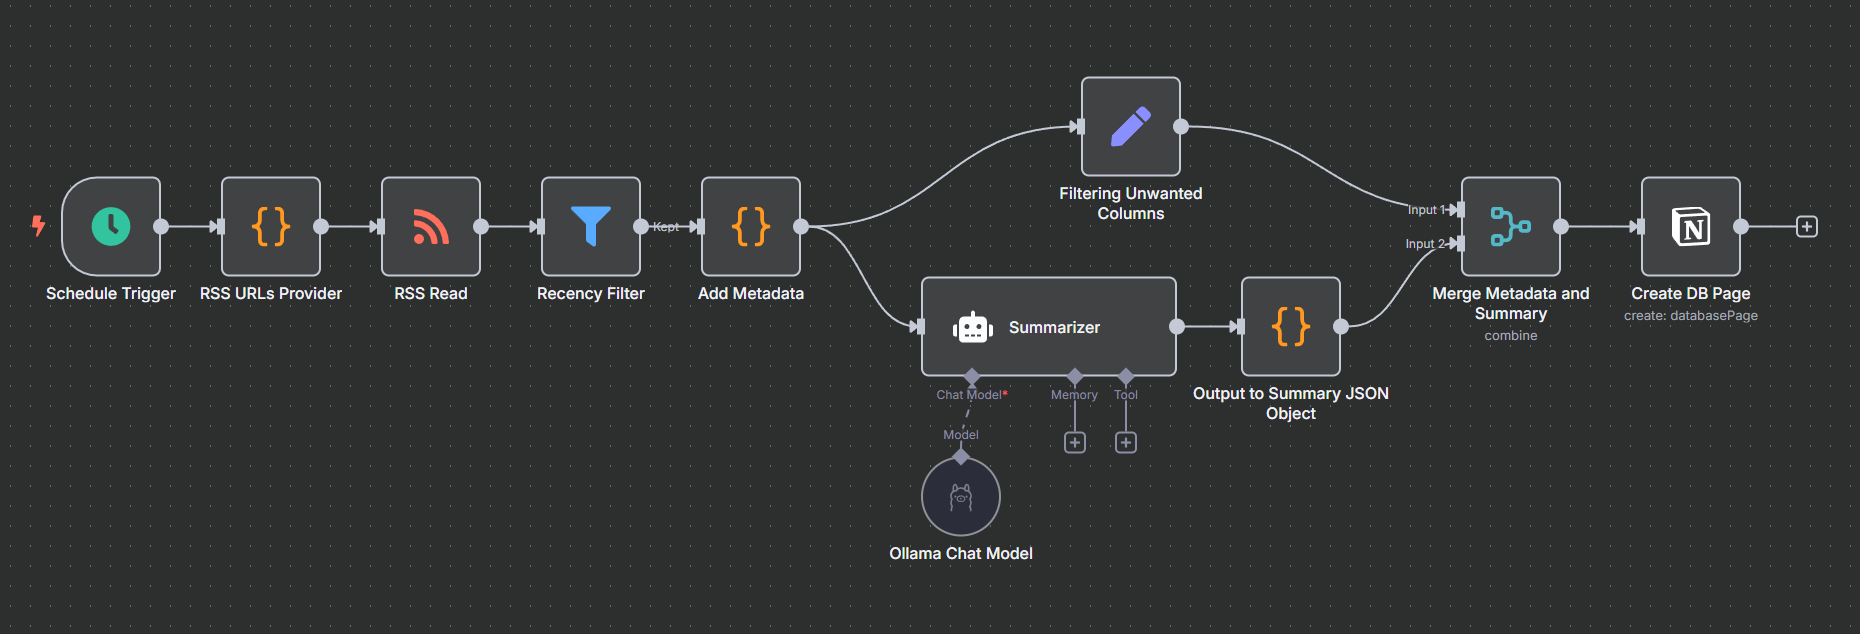 Schedule Trigger
RSS URLs Provider
RSS Read
Recency Filter
Kept
Add Metadata
Filtering Unwanted
Columns
Summarizer
Chat Model*
Memory
Tool
Model
Ollama Chat Model
Output to Summary JSON
Object
Input 1
Input 2
Merge Metadata and
Summary
combine
N
Create DB Page
create: databasePage